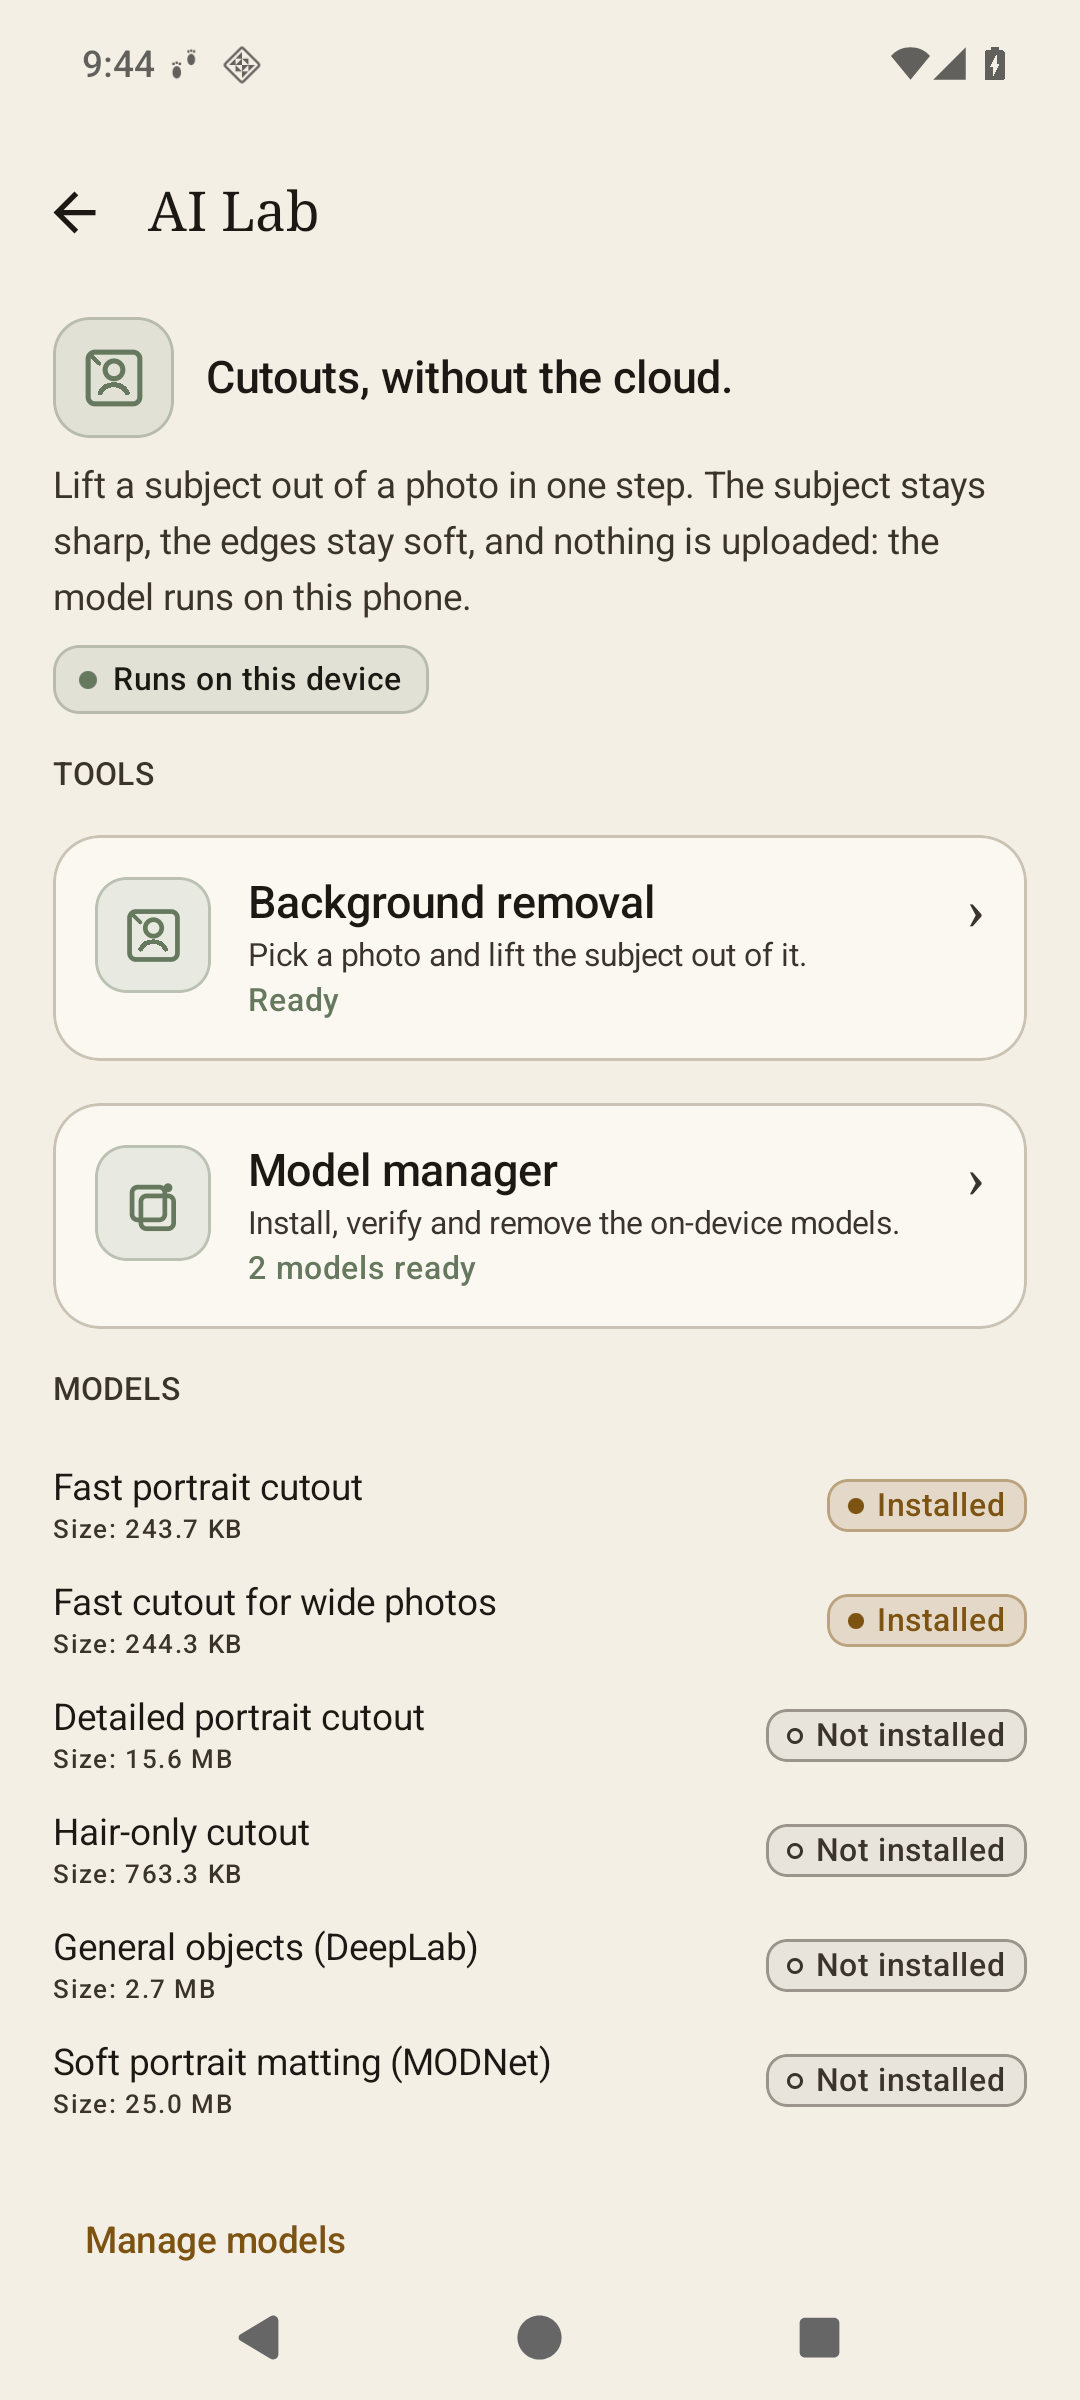 9:44
AI Lab
Cutouts, without the cloud.
Lift a subject out of a photo in one step. The subject stays
sharp, the edges stay soft, and nothing is uploaded: the
model runs on this phone.
Runs on this device
TOOLS
Background removal
Pick a photo and lift the subject out of it.
Ready
Model manager
Install, verify and remove the on-device models.
2 models ready
MODELS
Fast portrait cutout
Installed
Size: 243.7 KB
Fast cutout for wide photos
Installed
Size: 244.3 KB
Detailed portrait cutout
Not installed
Size: 15.6 MB
Hair-only cutout
Not installed
Size: 763.3 KB
General objects (DeepLab)
Not installed
Size: 2.7 MB
Soft portrait matting (MODNet)
Not installed
Size: 25.0 MB
Manage models